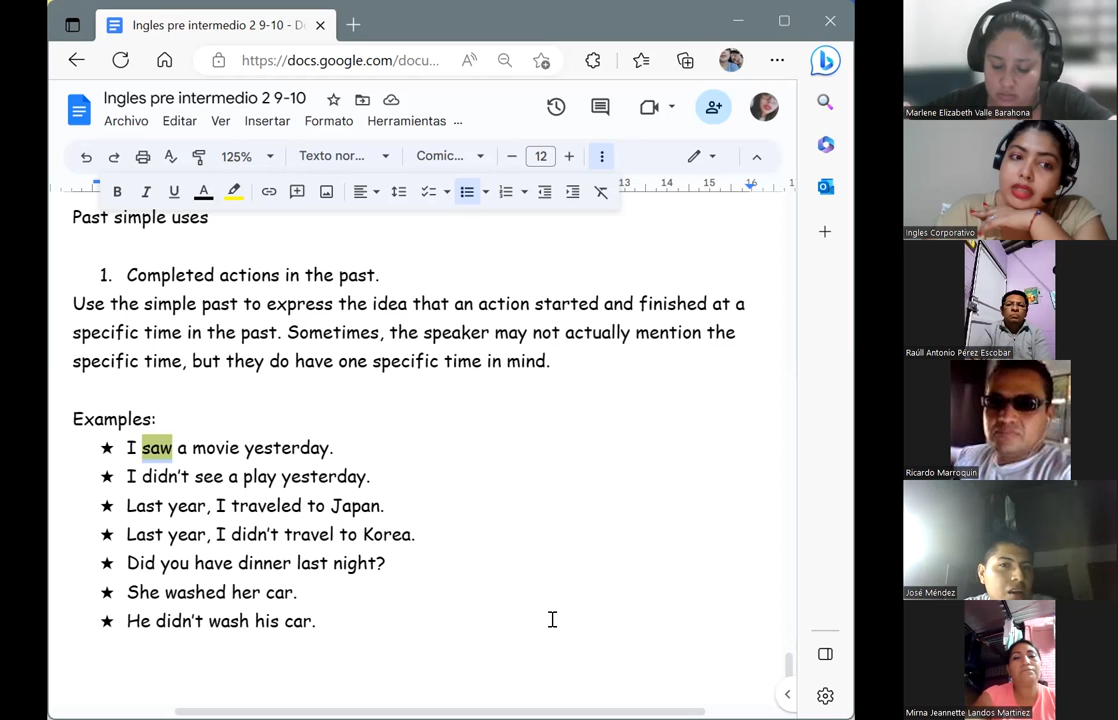 Ingles pre intermedio 2 9-10 - D
https://docs.google.com/docu...
Ingles pre intermedio 2 9-10
Archivo Editar Ver Insertar Formato Herramientas ...
125% Texto nor... Comic... 12
13 14 15 16
Past simple uses
1. Completed actions in the past.
Use the simple past to express the idea that an action started and finished at a
specific time in the past. Sometimes, the speaker may not actually mention the
specific time, but they do have one specific time in mind.
Examples:
★ I saw a movie yesterday.
★ I didn't see a play yesterday.
★ Last year, I traveled to Japan.
★ Last year, I didn't travel to Korea.
★ Did you have dinner last night?
★ She washed her car.
★ He didn't wash his car.
Marlene Elizabeth Valle Barahona
Ingles Corporativo
Raúll Antonio Pérez Escobar
Ricardo Marroquin
José Méndez
Mirna Jeannette Landos Martinez